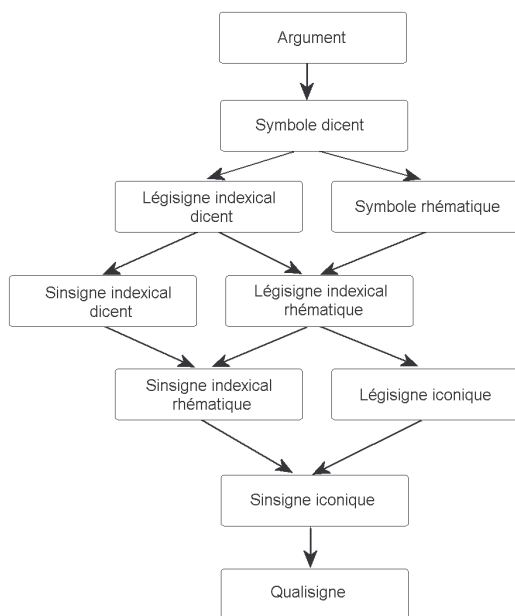 Argument
Symbole dicent
Légisigne indexical
dicent
Symbole rhématique
Sinsigne indexical
dicent
Légisigne indexical
rhématique
Sinsigne indexical
rhématique
Légisigne iconique
Sinsigne iconique
Qualisigne